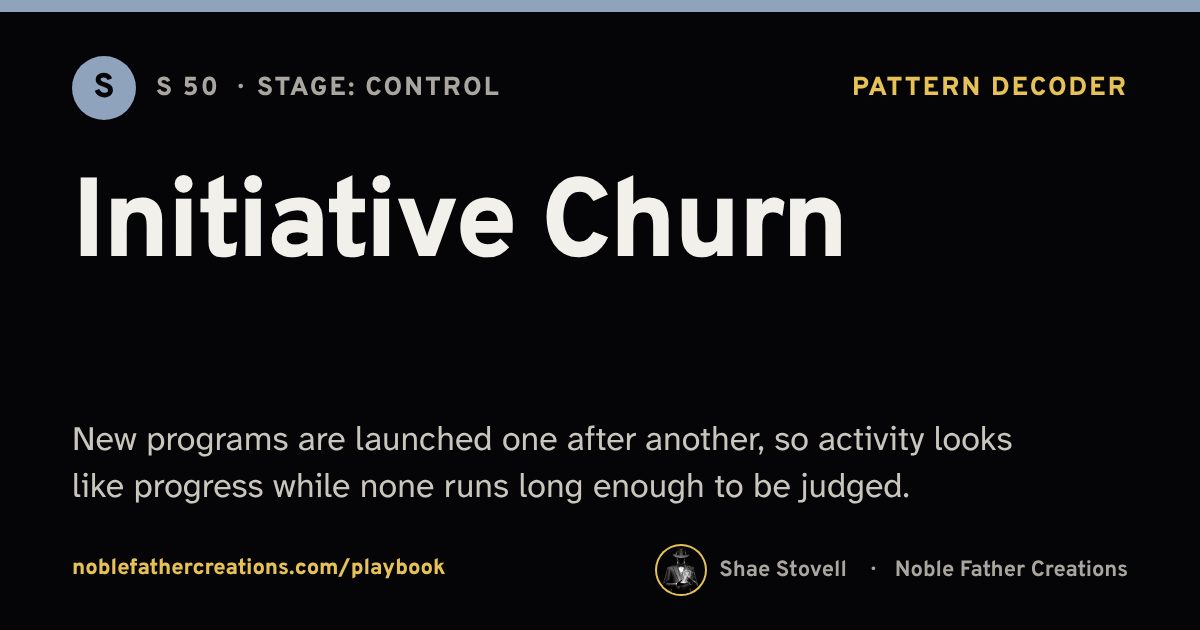 S
S 50 · STAGE: CONTROL
PATTERN DECODER
Initiative Churn
New programs are launched one after another, so activity looks
like progress while none runs long enough to be judged.
noblefathercreations.com/playbook
Shae Stovell · Noble Father Creations